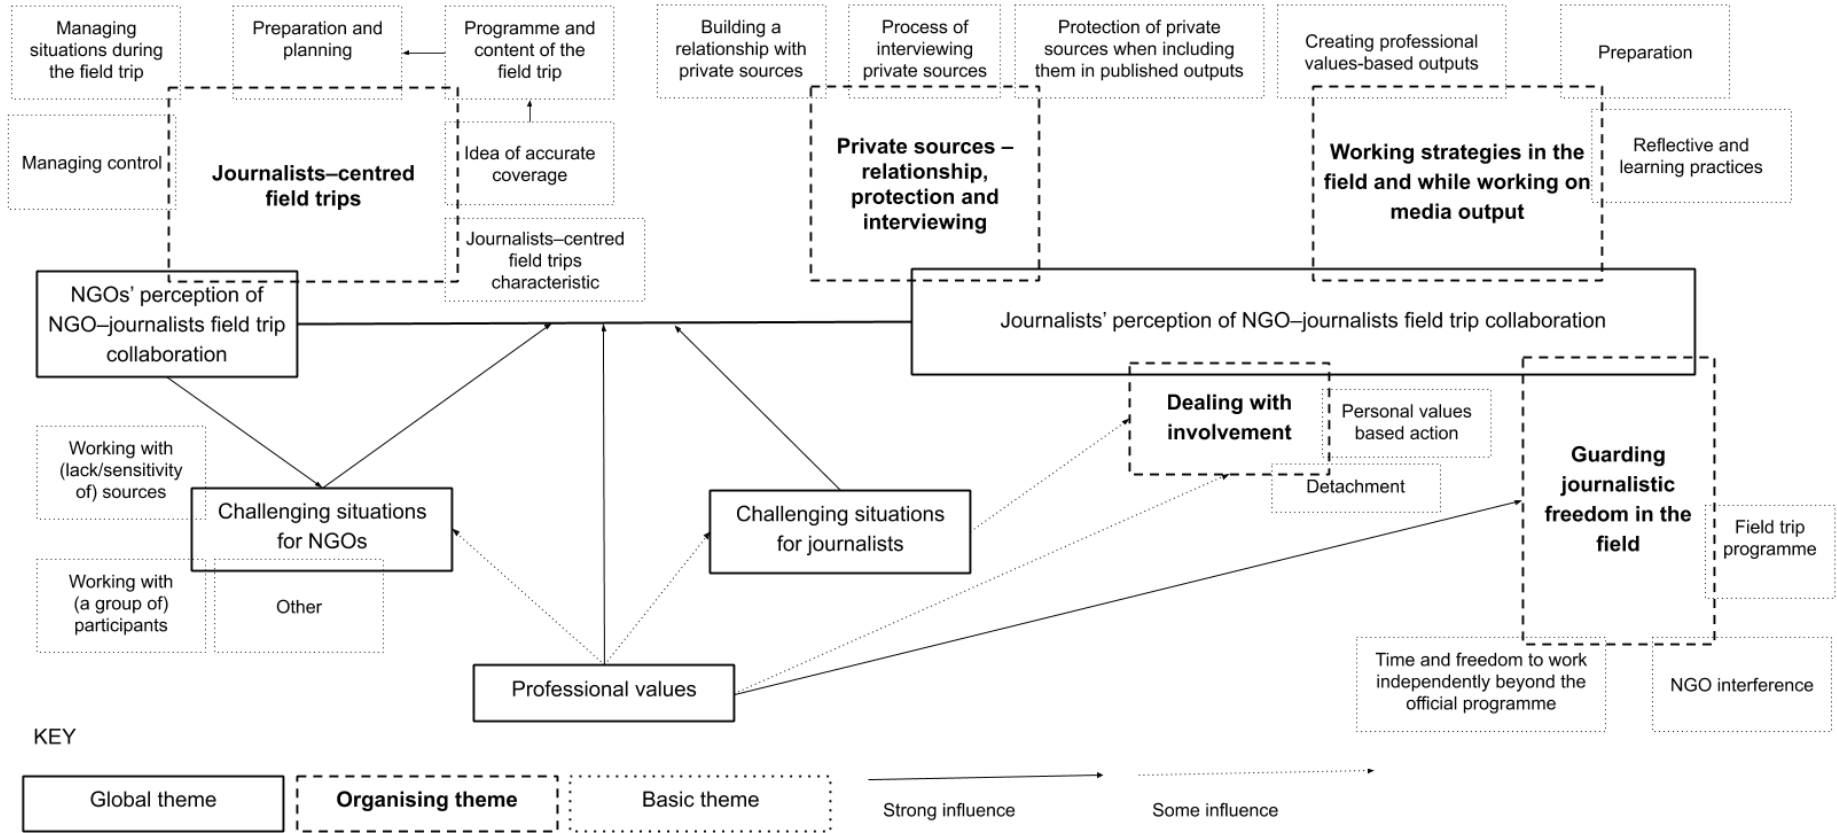 Managing
situations during
the field trip
Preparation and
planning
Programme and
content of the
field trip
Building a
relationship with
private sources
Process of
interviewing
private sources
Protection of private
sources when including
them in published outputs
Creating professional
values-based outputs
Preparation
Managing control
Journalists–centred
field trips
Idea of accurate
coverage
Journalists–centred
field trips
characteristic
Private sources –
relationship,
protection and
interviewing
Working strategies in the
field and while working on
media output
Reflective and
learning practices
NGOs’ perception of
NGO–journalists field trip
collaboration
Journalists’ perception of NGO–journalists field trip collaboration
Dealing with
involvement
Personal values
based action
Detachment
Guarding
journalistic
freedom in the
field
Working with
(lack/sensitivity
of) sources
Challenging situations
for NGOs
Challenging situations
for journalists
Field trip
programme
Working with
(a group of)
participants
Other
Professional values
Time and freedom to work
independently beyond the
official programme
NGO interference
KEY
Global theme
Organising theme
Basic theme
Strong influence
Some influence